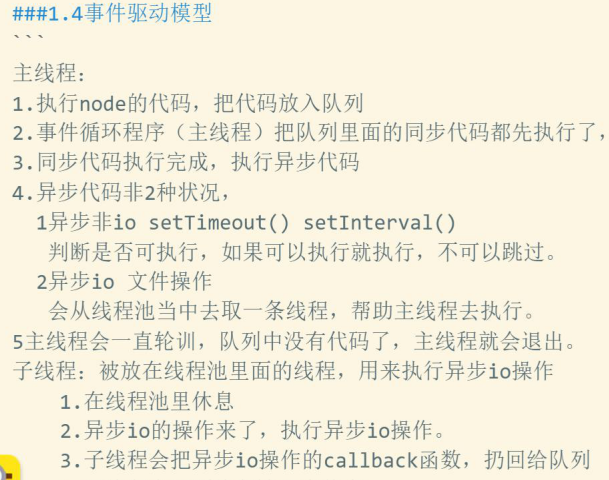 ###1.4事件驱动模型
```
主线程：
1.执行node的代码，把代码放入队列
2.事件循环程序（主线程）把队列里面的同步代码都先执行了，
3.同步代码执行完成，执行异步代码
4.异步代码非2种状况，
1异步非io setTimeout() setInterval()
判断是否可执行，如果可以执行就执行，不可以跳过。
2异步io 文件操作
会从线程池当中去取一条线程，帮助主线程去执行。
5主线程会一直轮训，队列中没有代码了，主线程就会退出。
子线程：被放在线程池里面的线程，用来执行异步io操作
1.在线程池里休息
2.异步io的操作来了，执行异步io操作。
3.子线程会把异步io操作的callback函数，扔回给队列